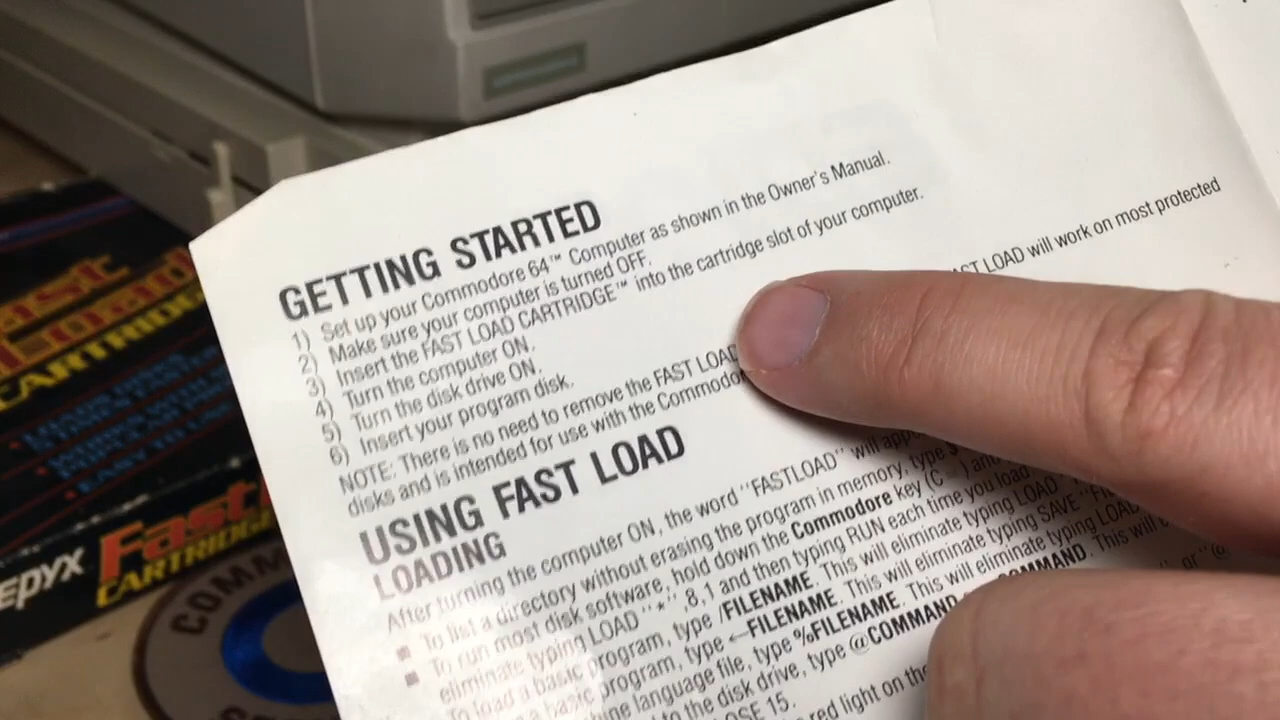 GETTING STARTED
1) Set up your Commodore 64™ Computer as shown in the Owner's Manual.
2) Make sure your computer is turned OFF.
3) Insert the FAST LOAD CARTRIDGE™ into the cartridge slot of your computer.
4) Turn the computer ON.
5) Turn the disk drive ON.
6) Insert your program disk.
NOTE: There is no need to remove the FAST LOAD LOAD will work on most protected
disks and is intended for use with the
USING FAST LOAD
LOADING
After turning the computer ON, the word "FASTLOAD" will
■ To list a directory without erasing the program in memory, type $
■ To run most disk software, hold down the Commodore key (C=) and
eliminate typing LOAD "*",8,1 and then typing RUN each time you load
To load a basic program, type /FILENAME. This will eliminate typing LOAD
a basic program, type ←FILENAME. This will eliminate typing SAVE
language file, type %FILENAME. This will eliminate typing LOAD
to the disk drive, type @COMMAND COMMAND. This will
15.
red light on the
Fast
Load
CARTRIDGE
EPYX
Fast
CARTRIDGE